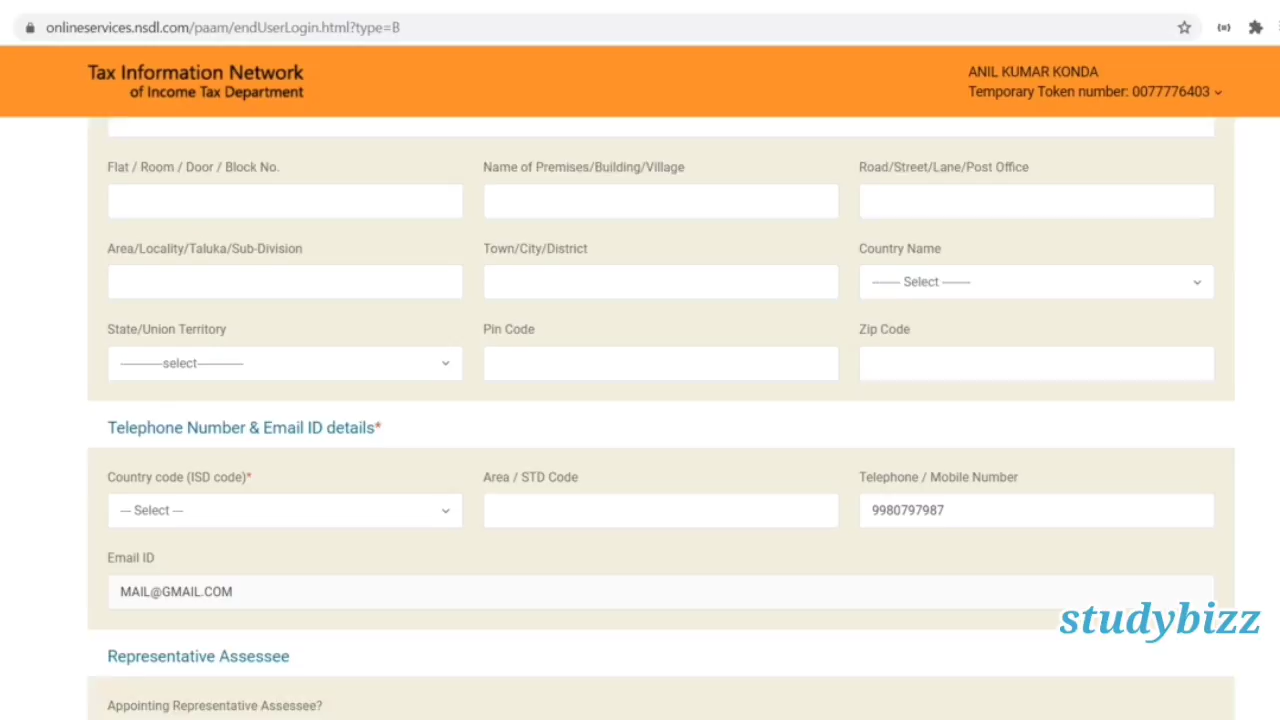 onlineservices.nsdl.com/paam/endUserLogin.html?type=B
Tax Information Network
of Income Tax Department
ANIL KUMAR KONDA
Temporary Token number: 0077776403
Flat / Room / Door / Block No.
Name of Premises/Building/Village
Road/Street/Lane/Post Office
Area/Locality/Taluka/Sub-Division
Town/City/District
Country Name
------- Select -------
State/Union Territory
Pin Code
Zip Code
------------select-------------
Telephone Number & Email ID details*
Country code (ISD code)*
Area / STD Code
Telephone / Mobile Number
--- Select ---
9980797987
Email ID
MAIL@GMAIL.COM
studybizz
Representative Assessee
Appointing Representative Assessee?